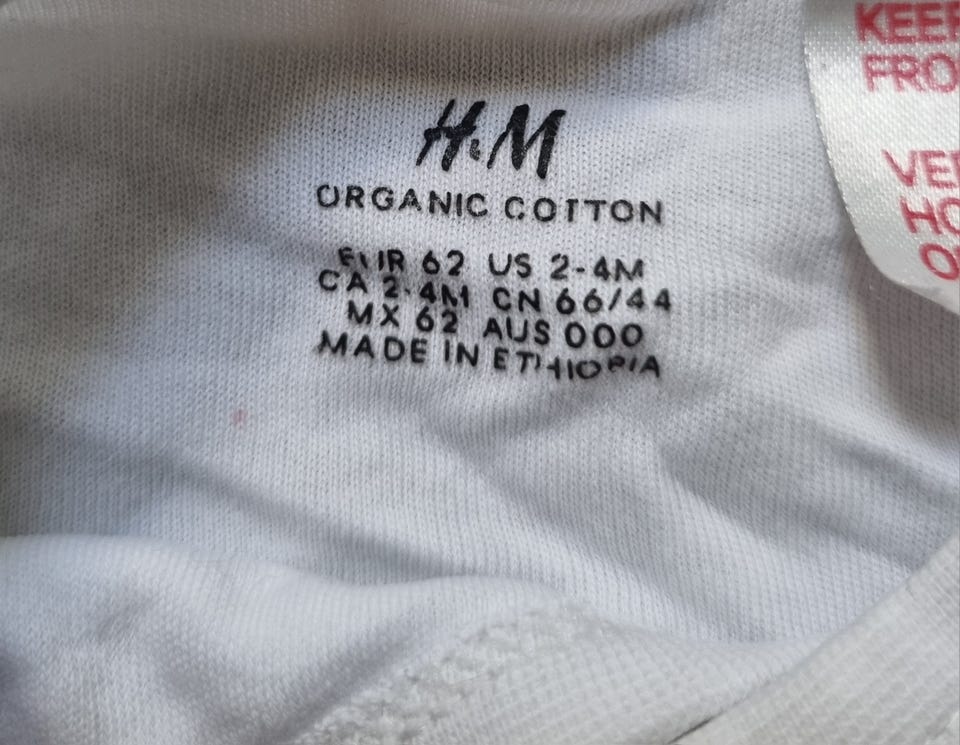 H&M
ORGANIC COTTON
EUR 62 US 2-4M
CA 2-4M CN 66/44
MX 62 AUS 000
MADE IN ETHIOPIA
KEEP
FRO
VE
HO
O